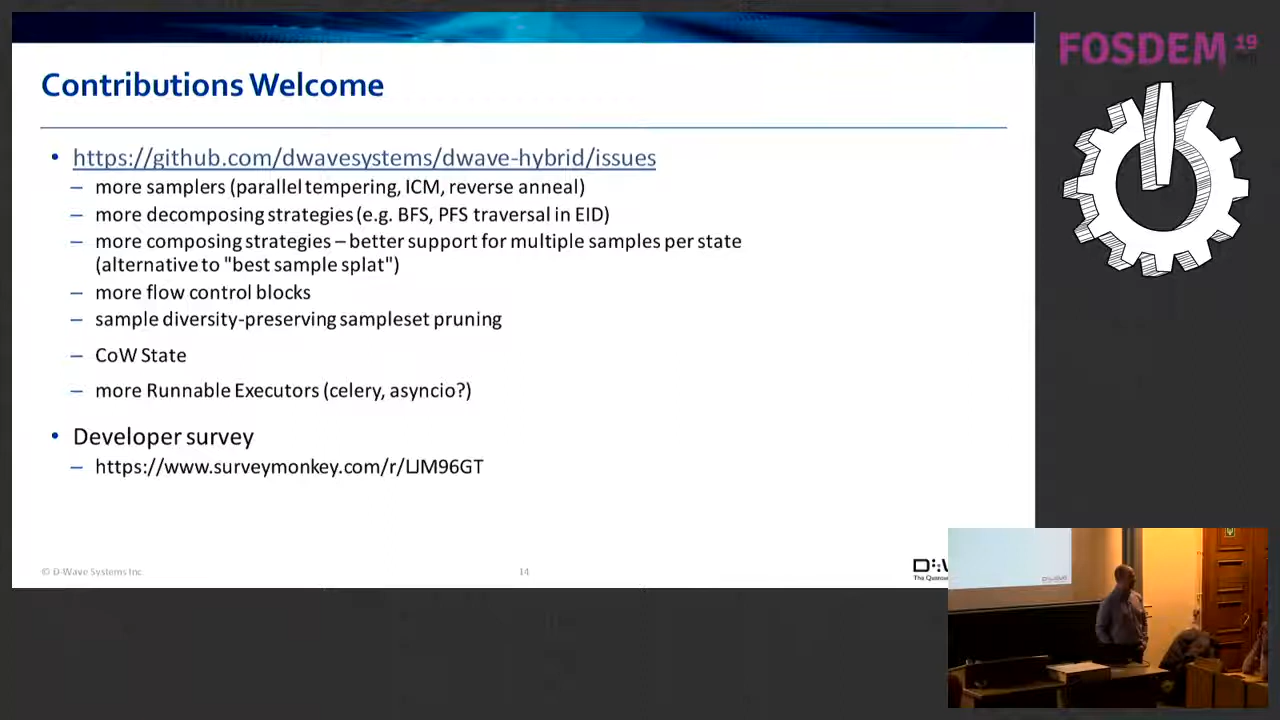 Contributions Welcome
• https://github.com/dwavesystems/dwave-hybrid/issues
– more samplers (parallel tempering, ICM, reverse anneal)
– more decomposing strategies (e.g. BFS, PFS traversal in EID)
– more composing strategies – better support for multiple samples per state
(alternative to "best sample splat")
– more flow control blocks
– sample diversity-preserving sampleset pruning
– CoW State
– more Runnable Executors (celery, asyncio?)
• Developer survey
– https://www.surveymonkey.com/r/LJM96GT
© D-Wave Systems Inc
14
FOSDEM 19